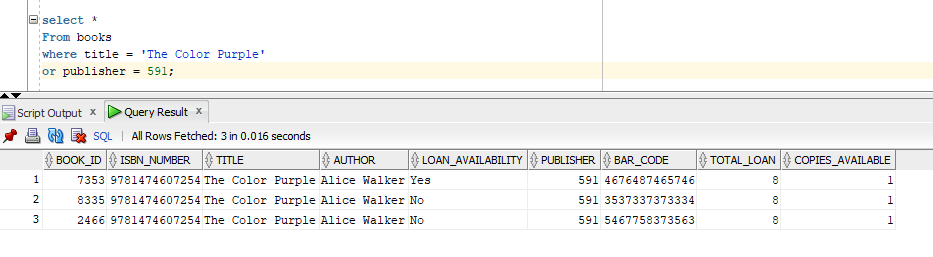 select *
From books
where title = 'The Color Purple'
or publisher = 591;
Script Output x Query Result x
SQL | All Rows Fetched: 3 in 0.016 seconds
BOOK_ID ISBN_NUMBER TITLE AUTHOR LOAN_AVAILABILITY PUBLISHER BAR_CODE TOTAL_LOAN COPIES_AVAILABLE
1 7353 9781474607254 The Color Purple Alice Walker Yes 591 4676487465746 8 1
2 8335 9781474607254 The Color Purple Alice Walker No 591 3537337373334 8 1
3 2466 9781474607254 The Color Purple Alice Walker No 591 5467758373563 8 1